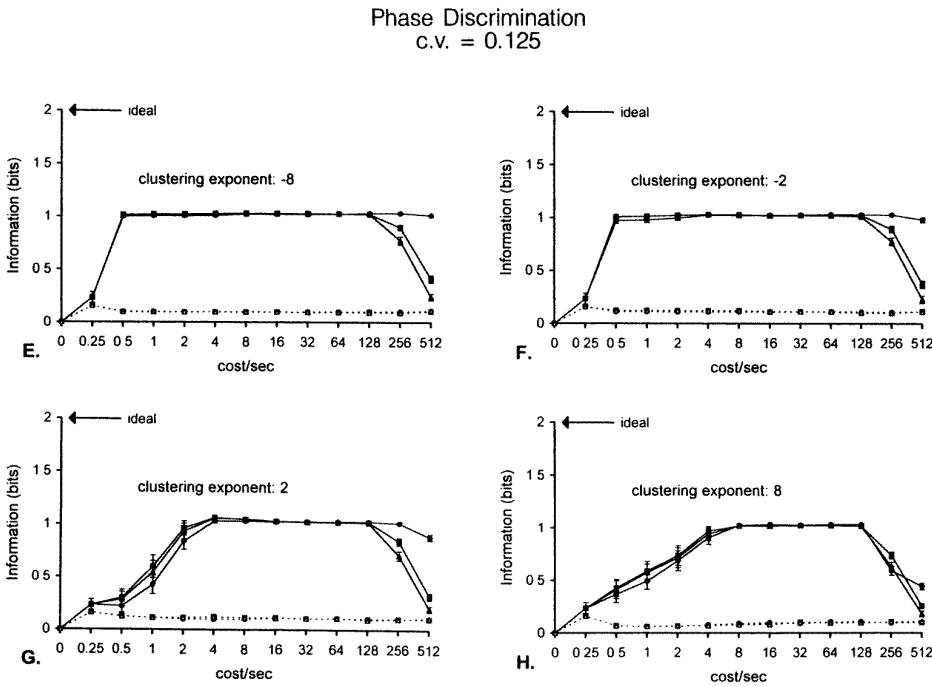 Phase Discrimination
c.v. = 0.125
2
ideal
1 5
clustering exponent: -8
1
0 5
0
Information (bits)
0 0.25 0 5 1 2 4 8 16 32 64 128 256 512
E.
cost/sec
2
ideal
1 5
clustering exponent: -2
1
0 5
0
Information (bits)
0 0.25 0 5 1 2 4 8 16 32 64 128 256 512
F.
cost/sec
2
ideal
1 5
clustering exponent: 2
1
0 5
0
Information (bits)
0 0.25 0 5 1 2 4 8 16 32 64 128 256 512
G.
cost/sec
2
ideal
1 5
clustering exponent: 8
1
0 5
0
Information (bits)
0 0 25 0 5 1 2 4 8 16 32 64 128 256 512
H.
cost/sec